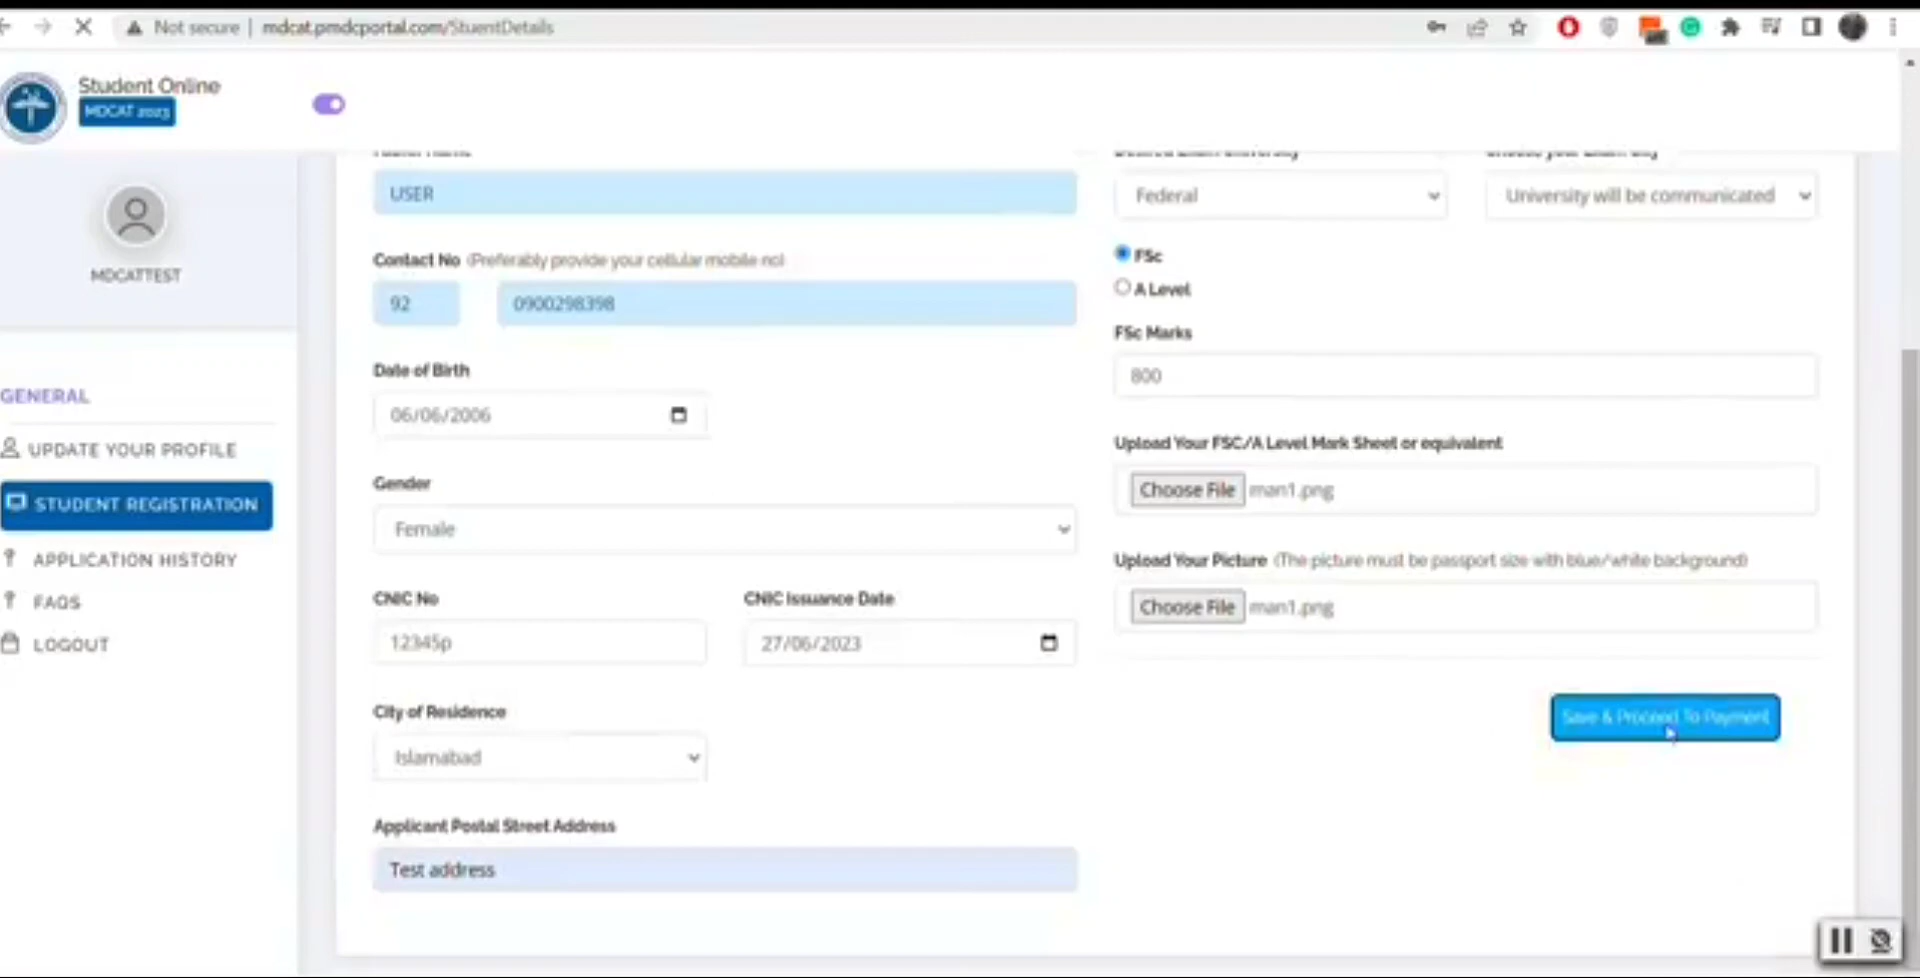 Not secure | mdcat.pmdcportal.com/StuentDetails
Student Online
MDCAT 2023
MDCATTEST
GENERAL
UPDATE YOUR PROFILE
STUDENT REGISTRATION
APPLICATION HISTORY
FAQS
LOGOUT
USER
Contact No (Preferably provide your cellular mobile no)
92 0900298398
Date of Birth
06/06/2006
Gender
Female
CNIC No CNIC Issuance Date
12345p 27/06/2023
City of Residence
Islamabad
Applicant Postal Street Address
Test address
Federal University will be communicated
FSc
A Level
FSc Marks
800
Upload Your FSC/A Level Mark Sheet or equivalent
Choose File man1.png
Upload Your Picture (The picture must be passport size with blue/white background)
Choose File man1.png
Save & Proceed To Payment